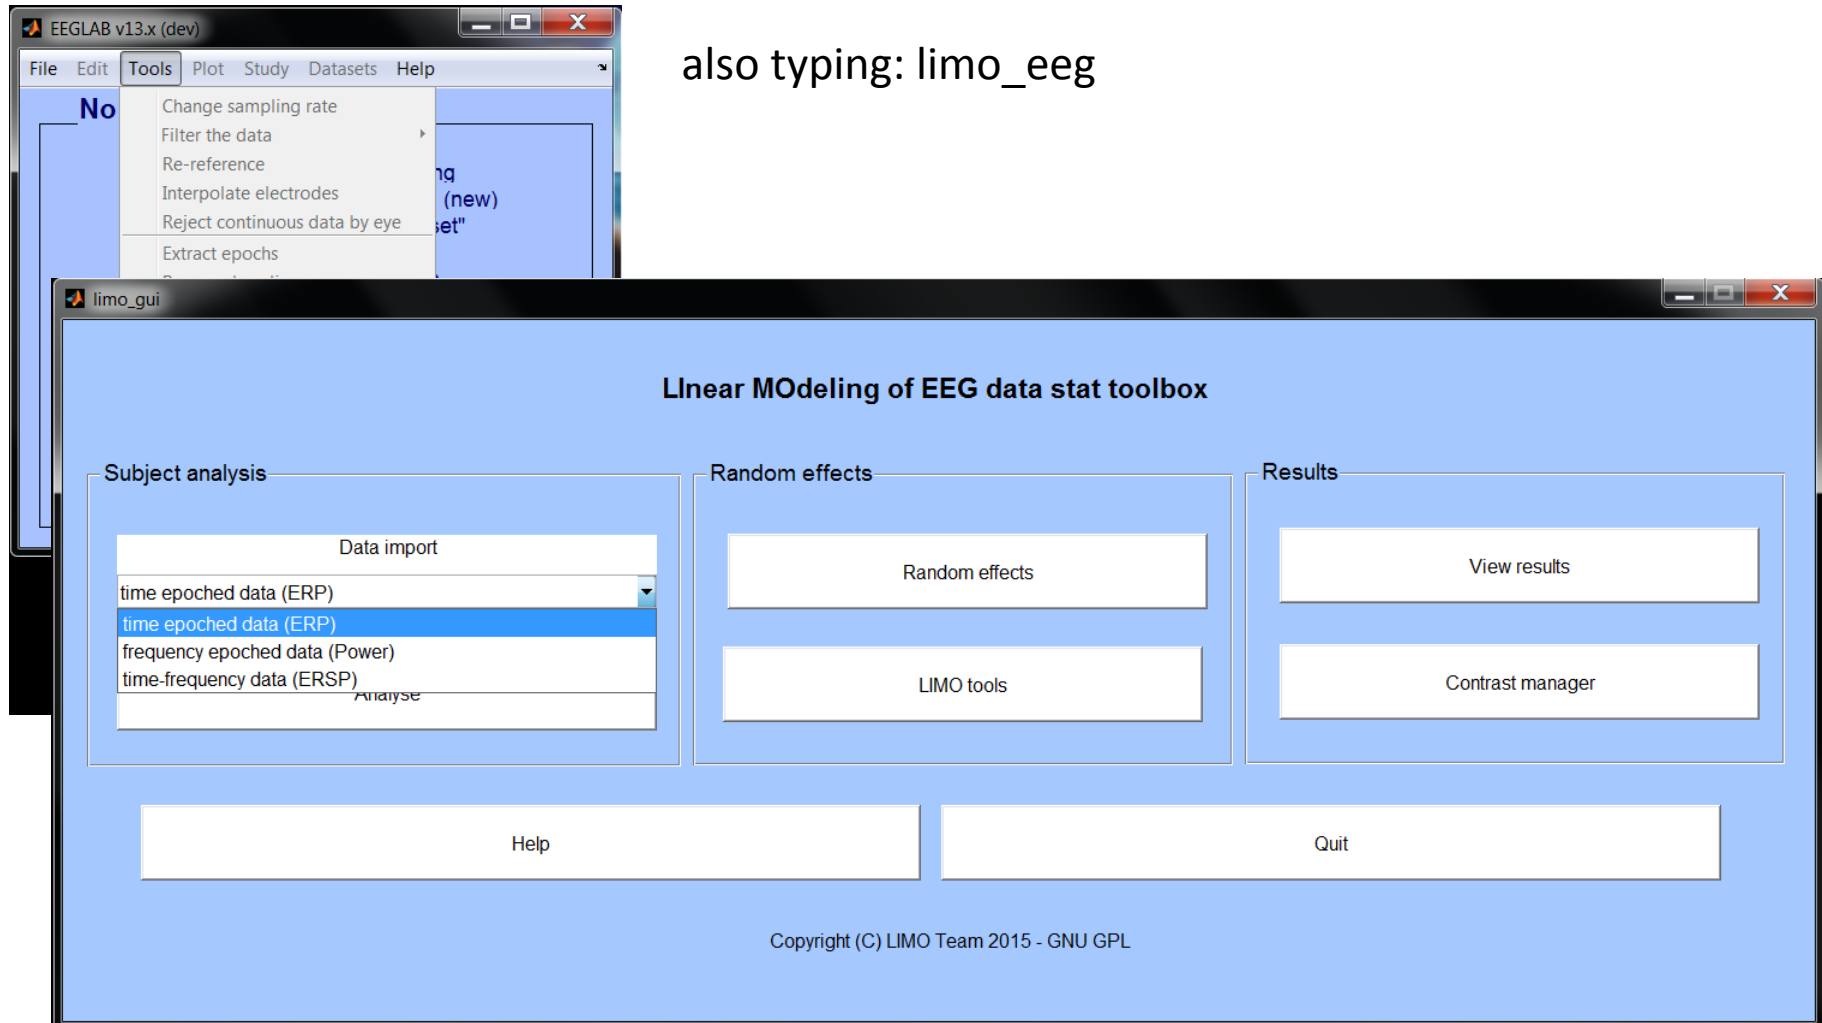 EEGLAB v13.x (dev)
also typing: limo_eeg
File Edit Tools Plot Study Datasets Help
No
Change sampling rate
Filter the data
Re-reference
Interpolate electrodes
(new)
Reject continuous data by eye
set"
Extract epochs
limo_gui
LInear MOdeling of EEG data stat toolbox
Subject analysis
Data import
time epoched data (ERP)
time epoched data (ERP)
frequency epoched data (Power)
time-frequency data (ERSP)
Analyse
Random effects
Random effects
LIMO tools
Results
View results
Contrast manager
Help
Quit
Copyright (C) LIMO Team 2015 - GNU GPL